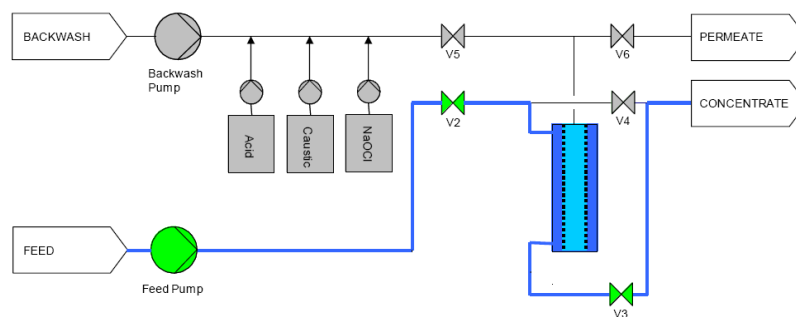 BACKWASH
Backwash
Pump
V5
V6
PERMEATE
Acid
Caustic
NaOCl
V2
V4
CONCENTRATE
FEED
Feed Pump
V3